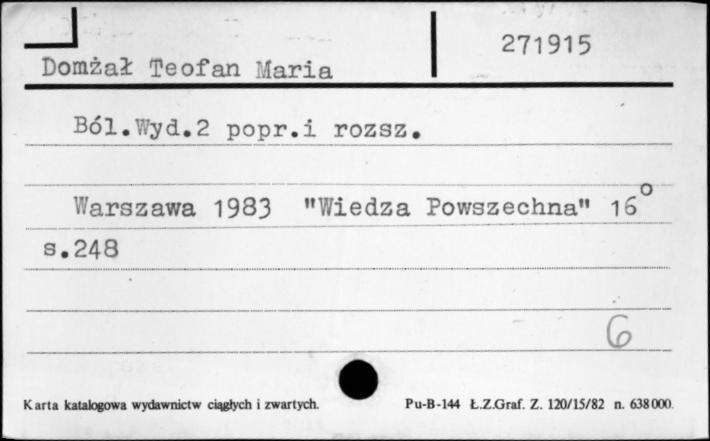 271915
Domżał Teofan Maria
Ból.Wyd.2 popr.i rozsz.
Warszawa 1983 "Wiedza Powszechna" 16°
s.248
6
Karta katalogowa wydawnictw ciągłych i zwartych. Pu-B-144 Ł.Z.Graf. Z. 120/15/82 n. 638 000.